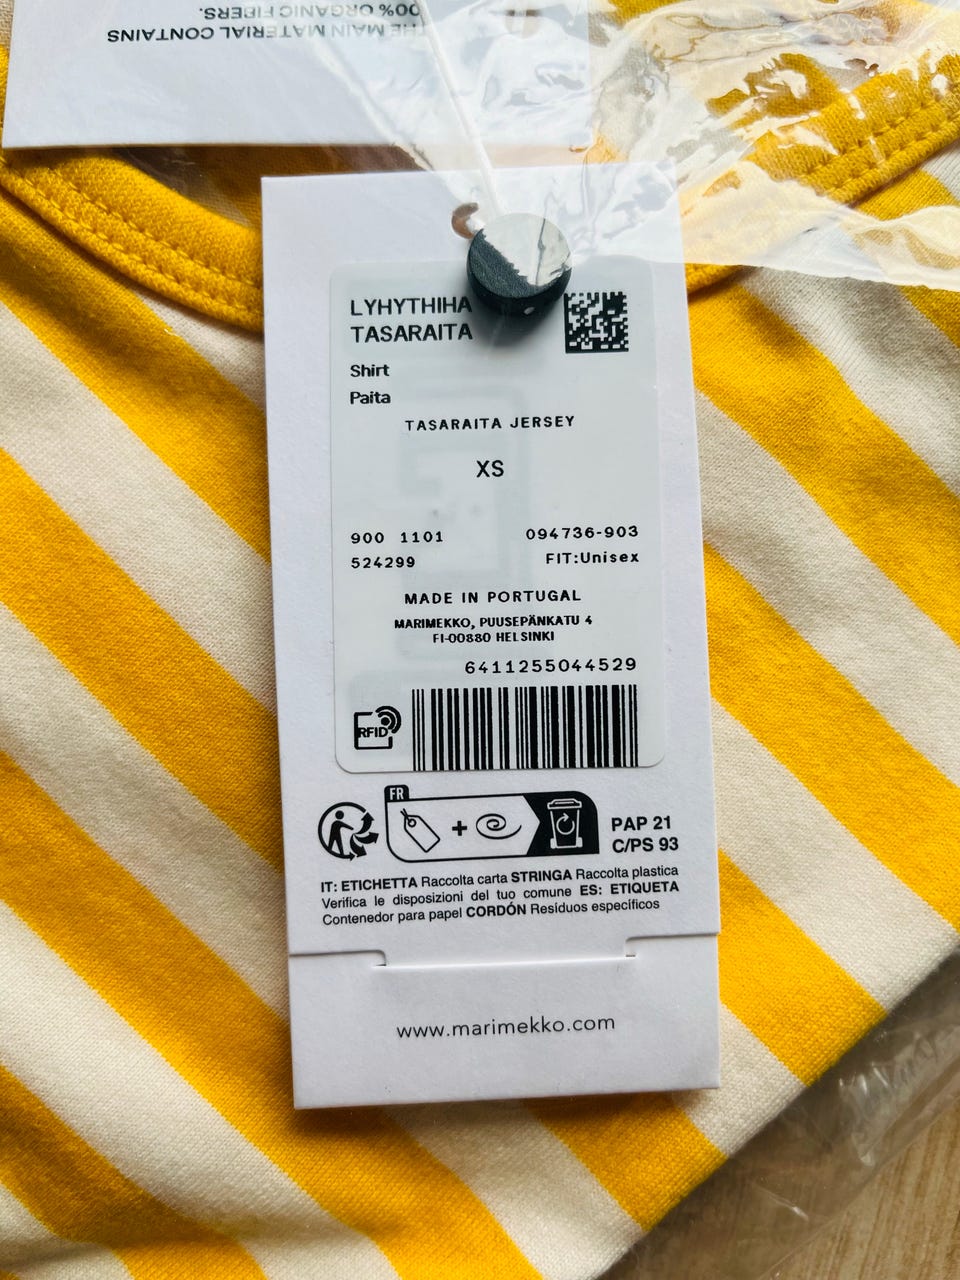 THE MAIN MATERIAL CONTAINS
00% ORGANIC FIBERS.
LYHYTHIHA
TASARAITA
Shirt
Paita
TASARAITA JERSEY
XS
900 1101 094736-903
524299 FIT:Unisex
MADE IN PORTUGAL
MARIMEKKO, PUUSEPÄNKATU 4
FI-00880 HELSINKI
6411255044529
RFID
FR
+
PAP 21
C/PS 93
IT: ETICHETTA Raccolta carta STRINGA Raccolta plastica
Verifica le disposizioni del tuo comune ES: ETIQUETA
Contenedor para papel CORDÓN Residuos específicos
www.marimekko.com